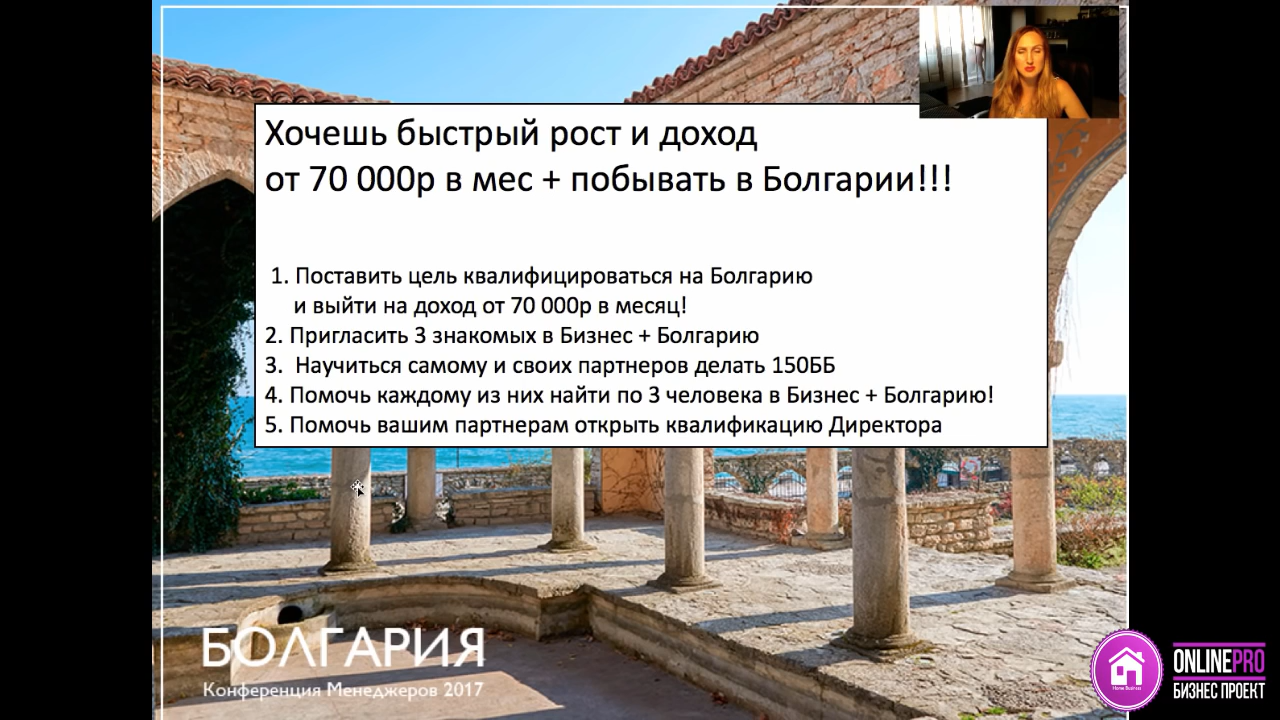 Хочешь быстрый рост и доход
от 70 000р в мес + побывать в Болгарии!!!
1. Поставить цель квалифицироваться на Болгарию
и выйти на доход от 70 000р в месяц!
2. Пригласить 3 знакомых в Бизнес + Болгарию
3. Научиться самому и своих партнеров делать 150ББ
4. Помочь каждому из них найти по 3 человека в Бизнес + Болгарию!
5. Помочь вашим партнерам открыть квалификацию Директора
БОЛГАРИЯ
Конференция Менеджеров 2017
Home Business
ONLINEPRO
БИЗНЕС ПРОЕКТ